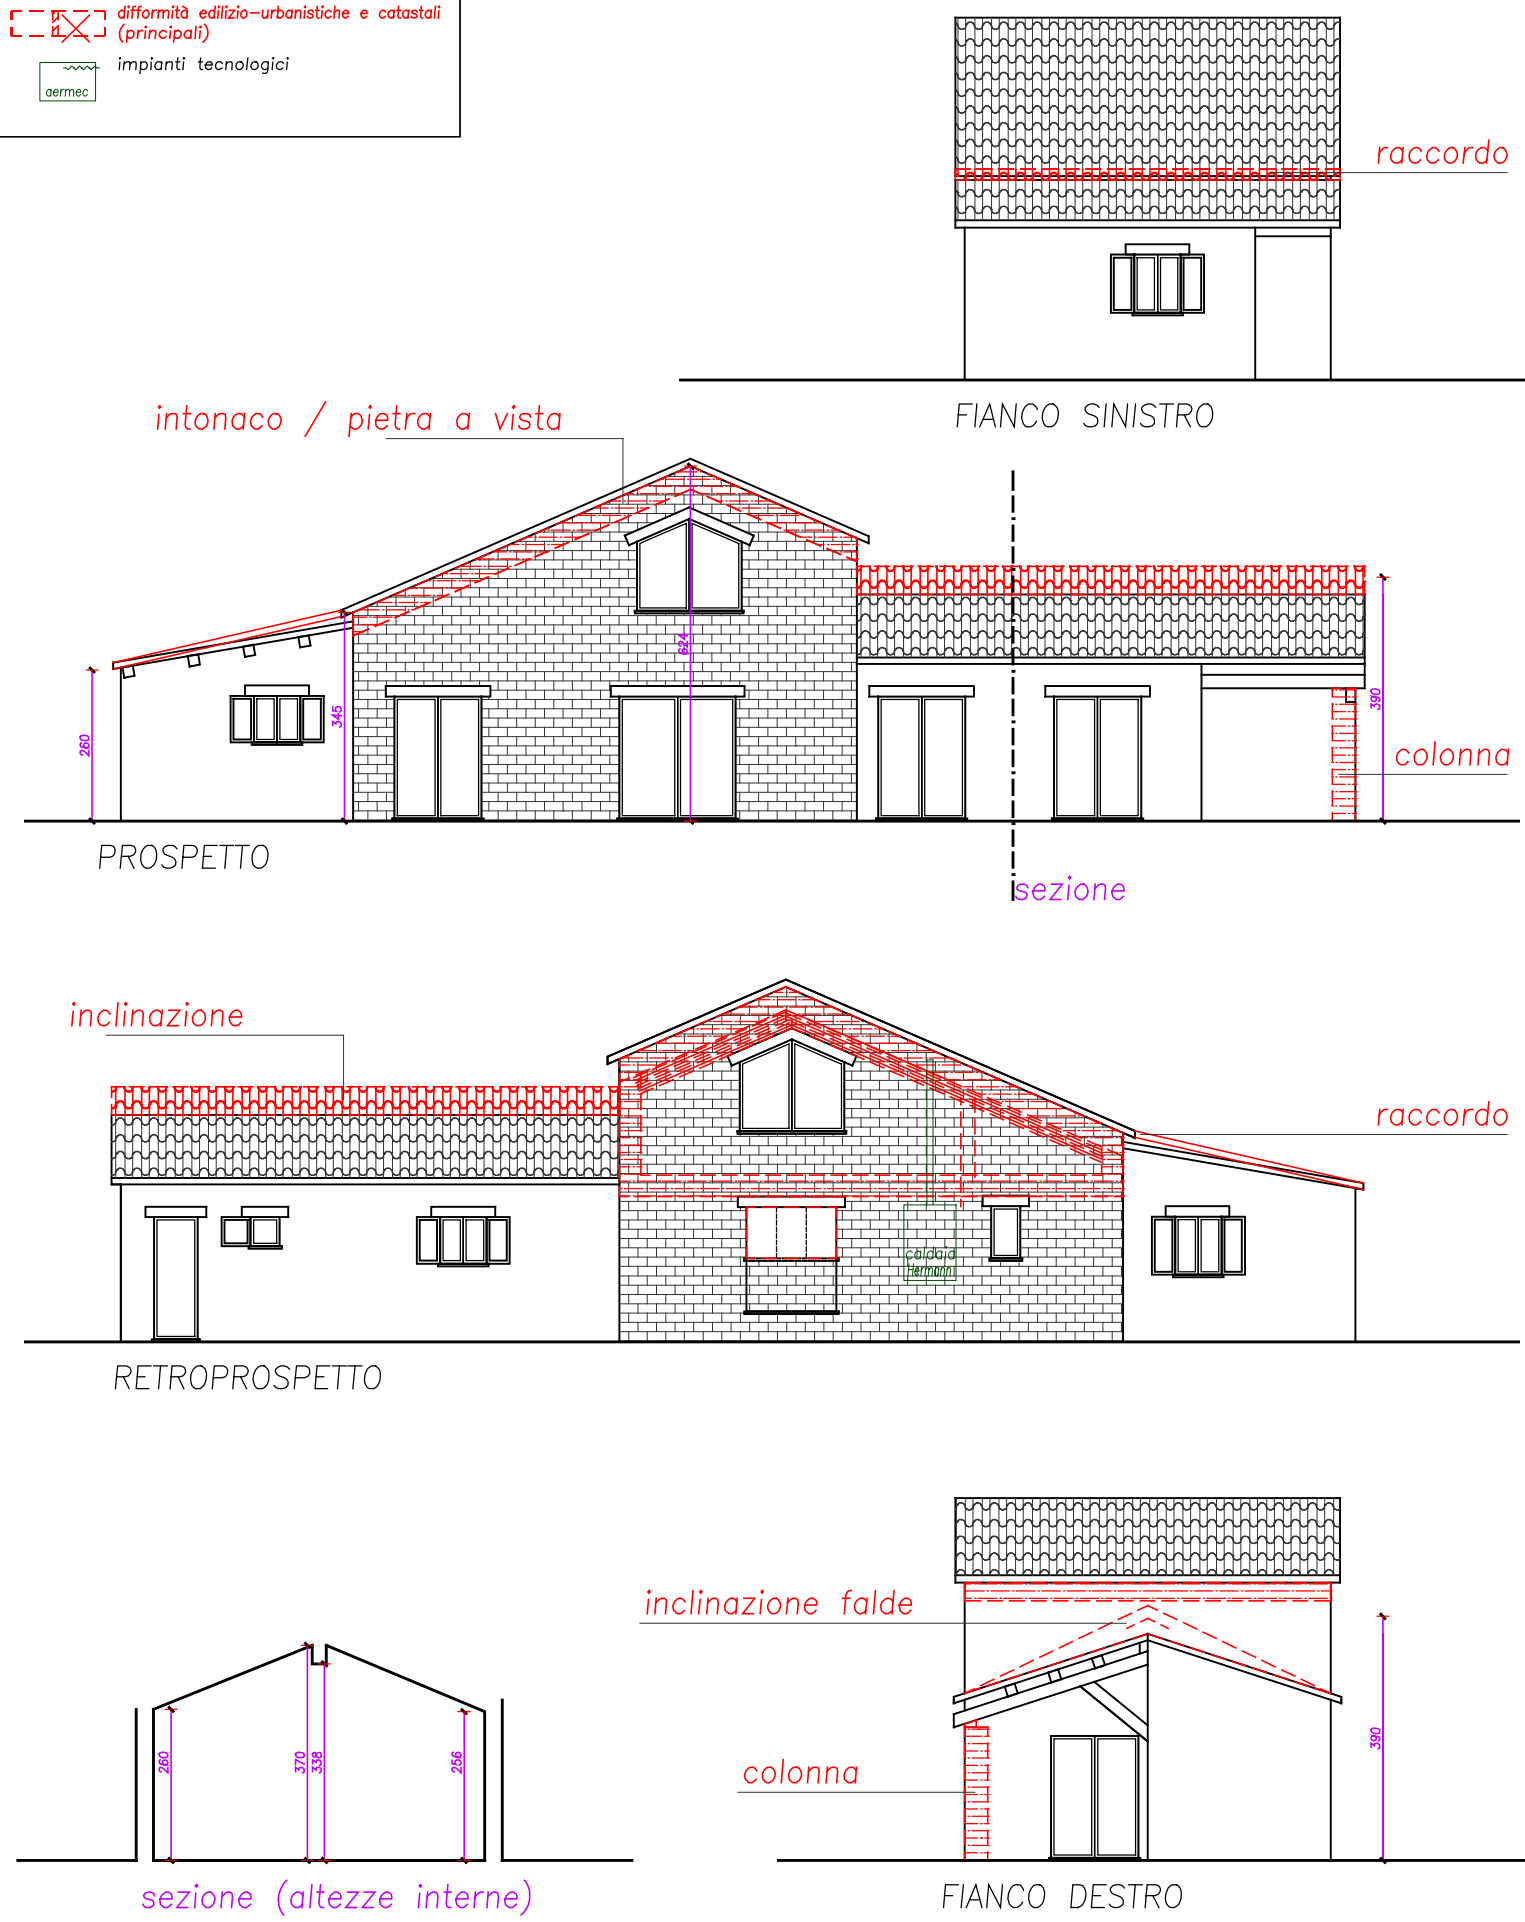 difformità edilizio-urbanistiche e catastali
(principali)
impianti tecnologici
aermec
raccordo
FIANCO SINISTRO
intonaco / pietra a vista
624
345
260
390
colonna
PROSPETTO
sezione
inclinazione
raccordo
caldaia
Hermann
RETROPROSPETTO
inclinazione falde
260
370
338
256
390
colonna
sezione (altezze interne)
FIANCO DESTRO